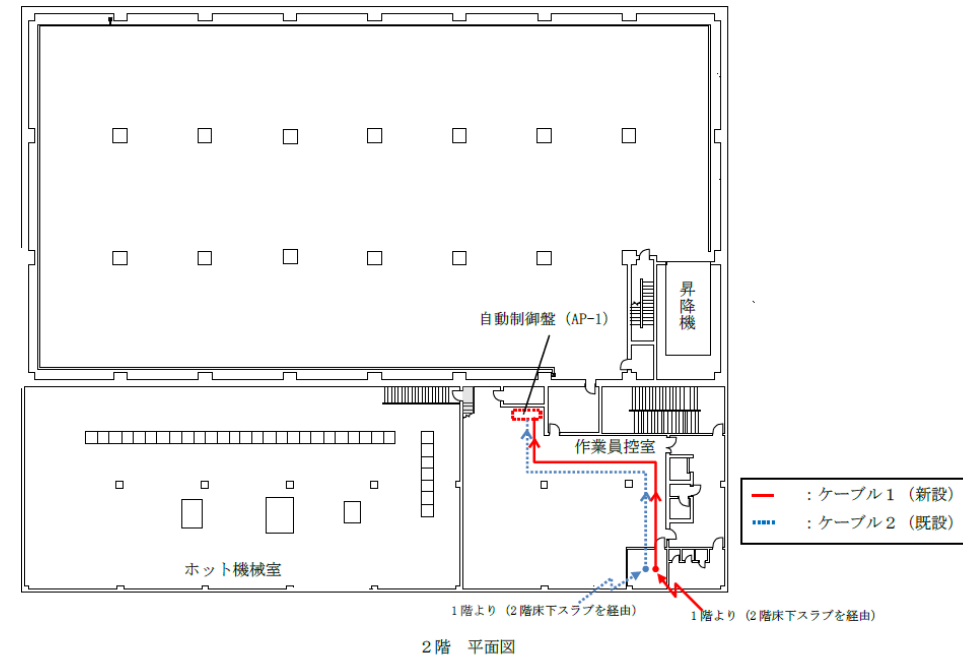 昇降機
自動制御盤（AP-1）
作業員控室
：ケーブル１（新設）
：ケーブル２（既設）
ホット機械室
１階より（２階床下スラブを経由）
１階より（２階床下スラブを経由）
２階　平面図